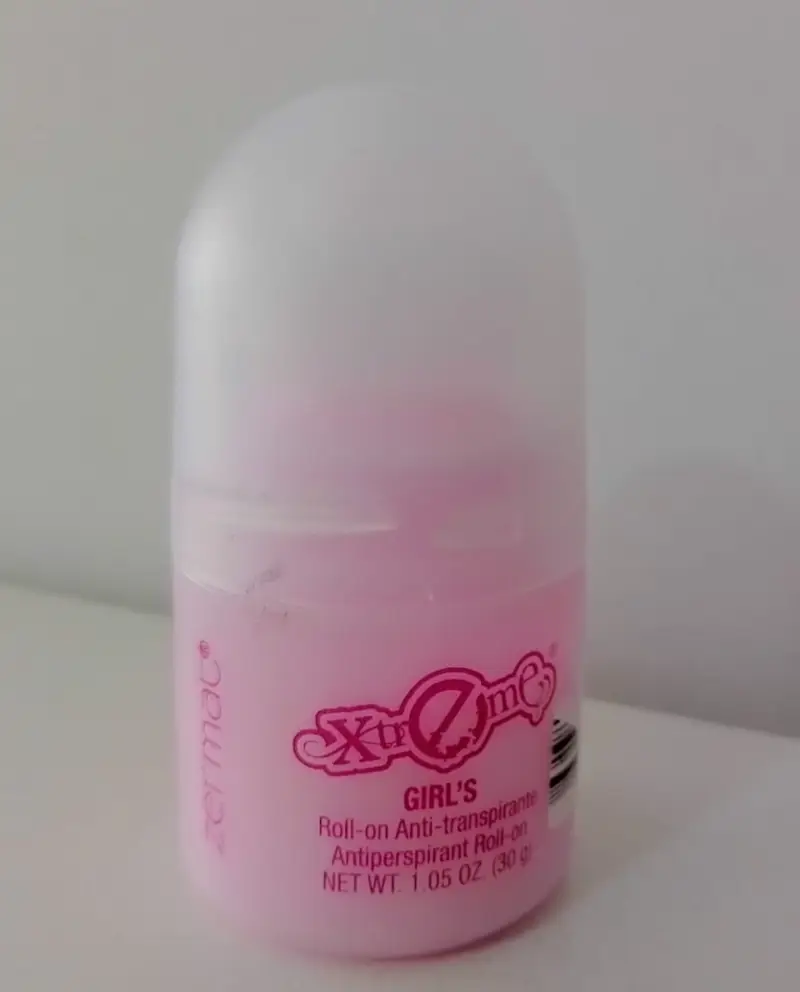 zermat®
xtreme®
GIRL'S
Roll-on Anti-transpirante
Antiperspirant Roll-on
NET WT. 1.05 OZ. (30 g)